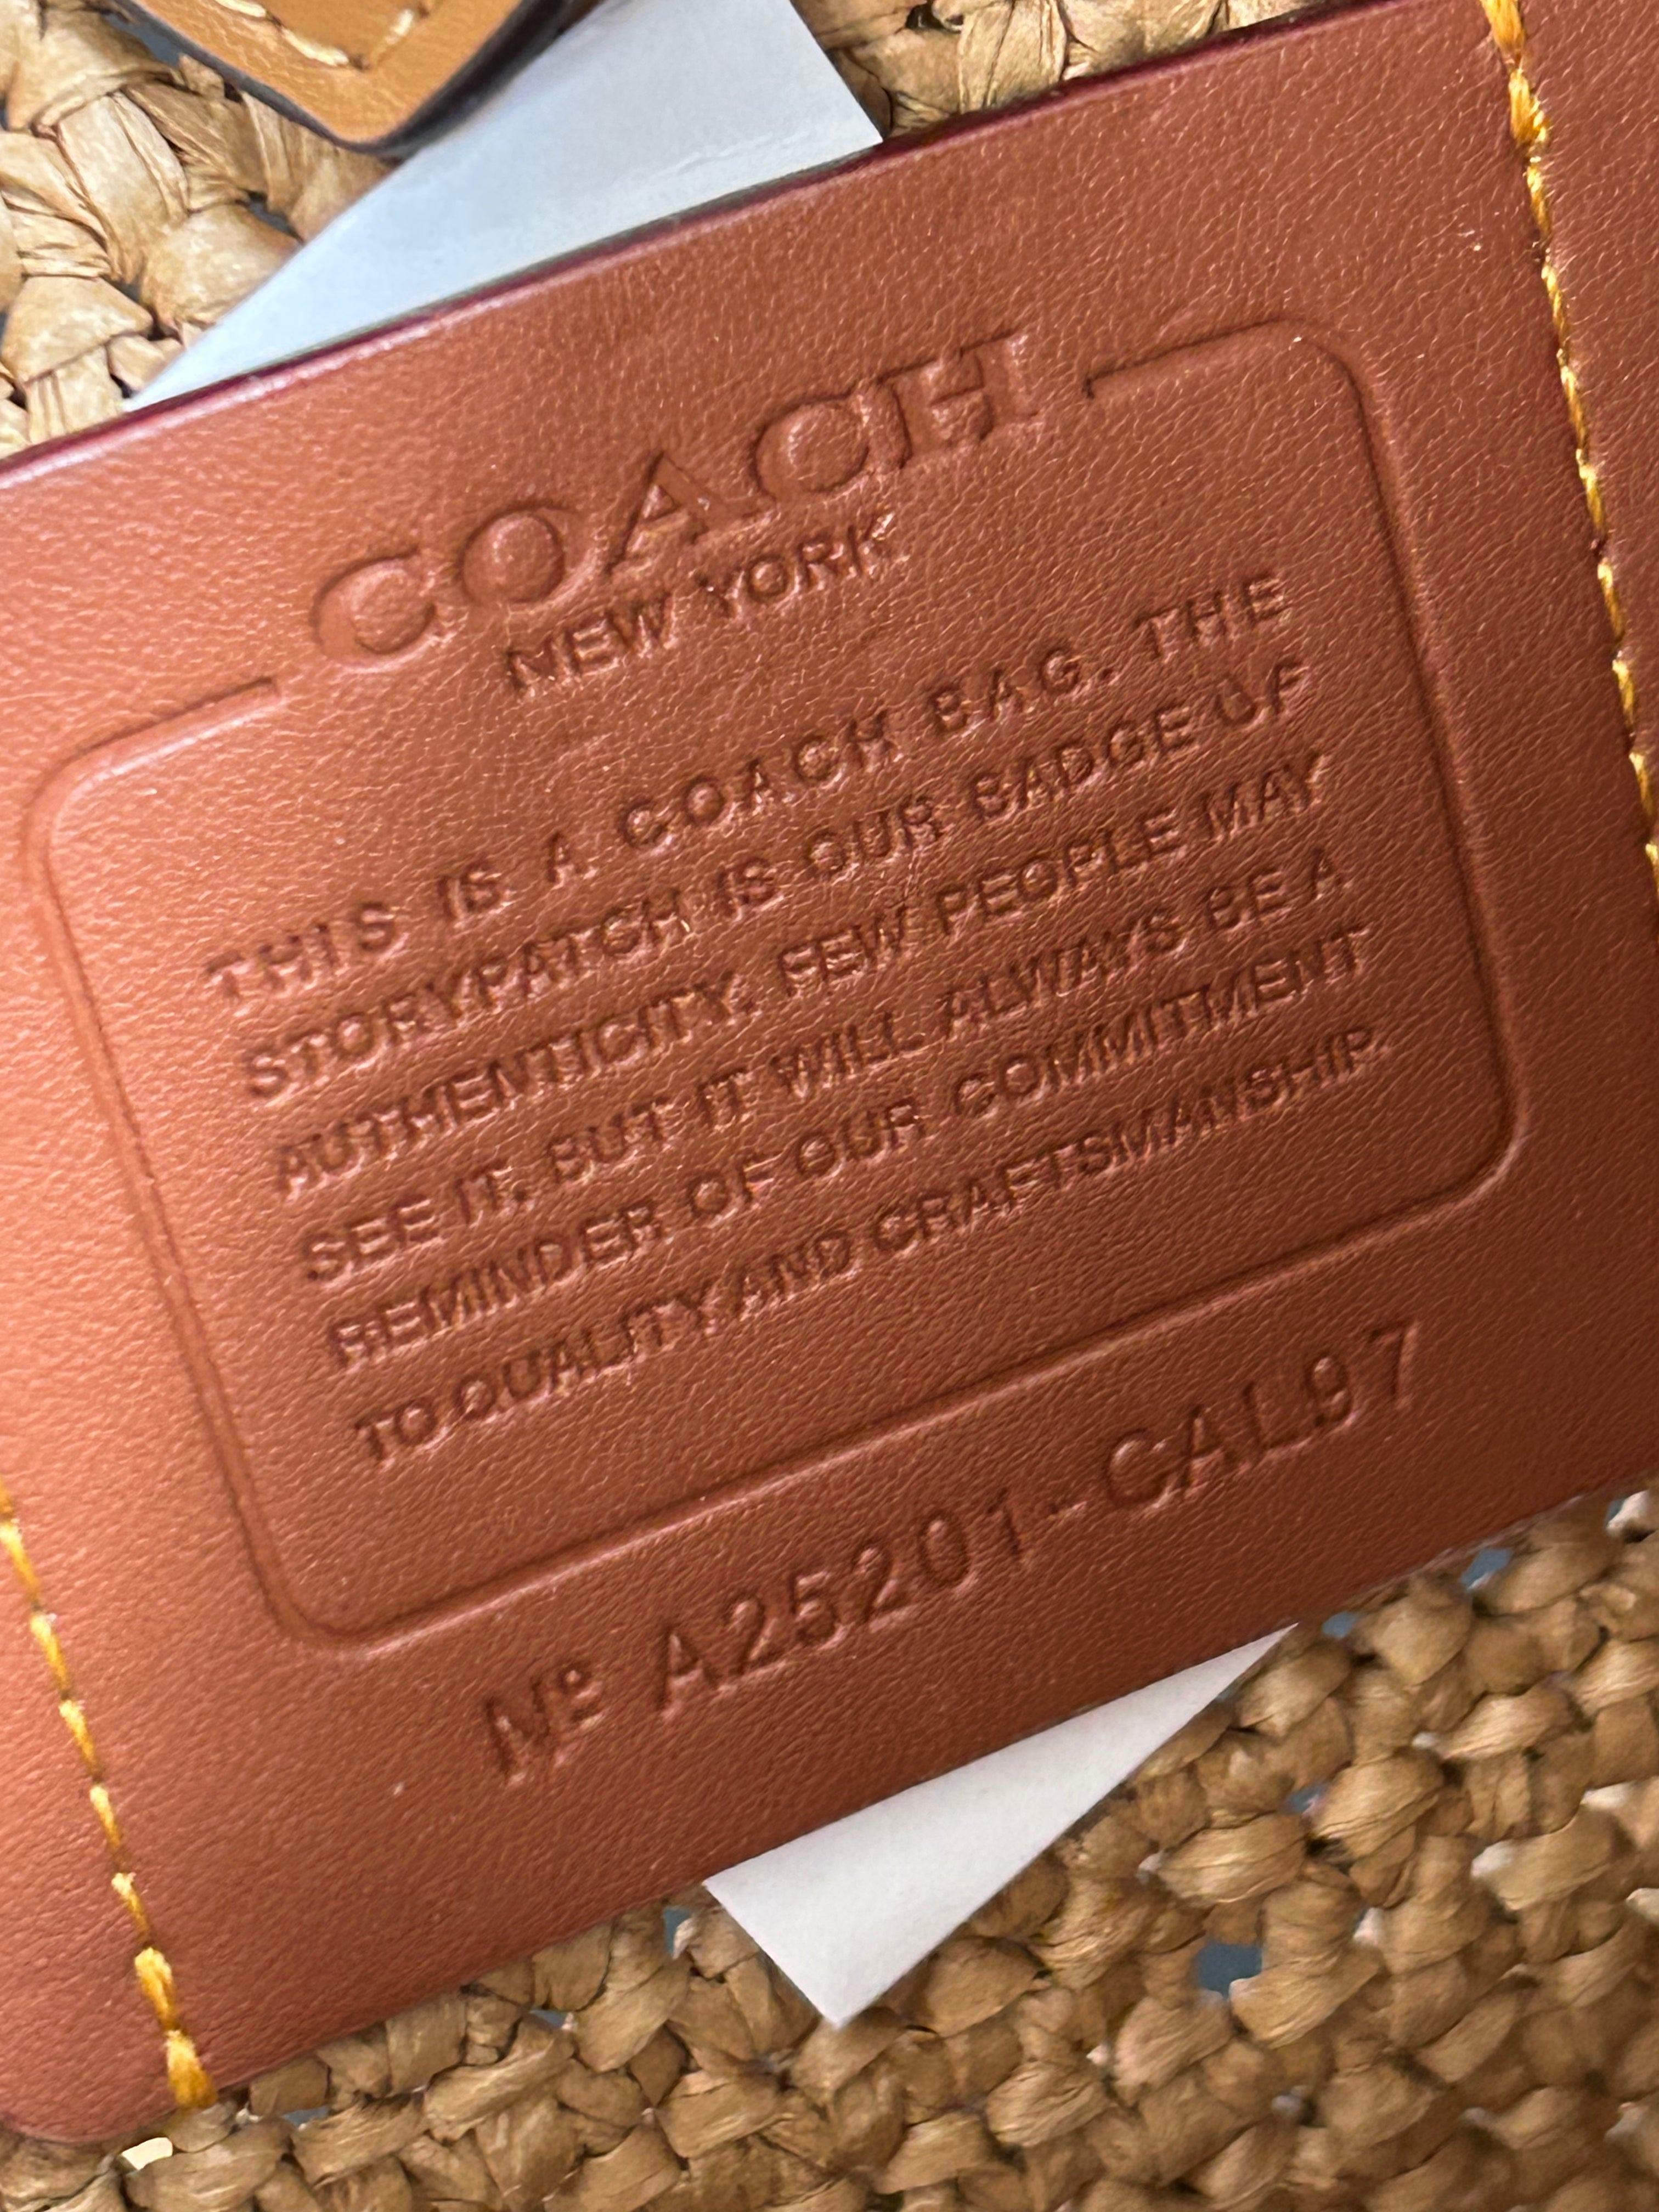 COACH
NEW YORK
THIS IS A COACH BAG. THE
STORYPATCH IS OUR BADGE OF
AUTHENTICITY. FEW PEOPLE MAY
SEE IT, BUT IT WILL ALWAYS BE A
REMINDER OF OUR COMMITMENT
TO QUALITY AND CRAFTSMANSHIP.
Nº A25201-CAL97